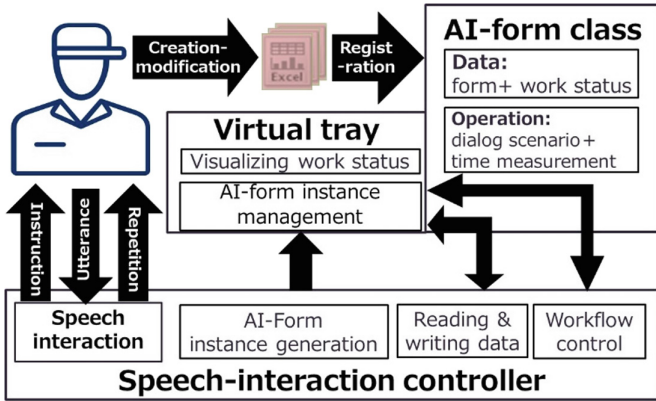 Creation-
modification
Excel
Regist
-ration
AI-form class
Data:
form+ work status
Operation:
dialog scenario+
time measurement
Virtual tray
Visualizing work status
AI-form instance
management
Instruction
Utterance
Repetition
Speech
interaction
AI-Form
instance generation
Reading &
writing data
Workflow
control
Speech-interaction controller